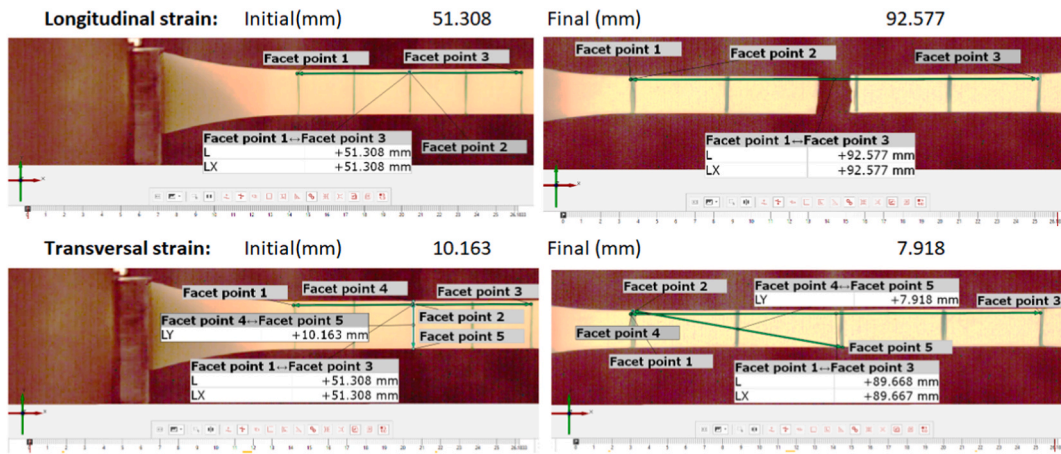 Longitudinal strain: Initial(mm) 51.308 Final (mm) 92.577
Facet point 1 Facet point 3
Facet point 1↔Facet point 3
L +51.308 mm
LX +51.308 mm
Facet point 2
Facet point 1 Facet point 2 Facet point 3
Facet point 1↔Facet point 3
L +92.577 mm
LX +92.577 mm
Transversal strain: Initial(mm) 10.163 Final (mm) 7.918
Facet point 1 Facet point 4 Facet point 3
Facet point 4↔Facet point 5
LY +10.163 mm
Facet point 2
Facet point 5
Facet point 1↔Facet point 3
L +51.308 mm
LX +51.308 mm
Facet point 2
Facet point 4↔Facet point 5
LY +7.918 mm
Facet point 3
Facet point 4
Facet point 5
Facet point 1
Facet point 1↔Facet point 3
L +89.668 mm
LX +89.667 mm